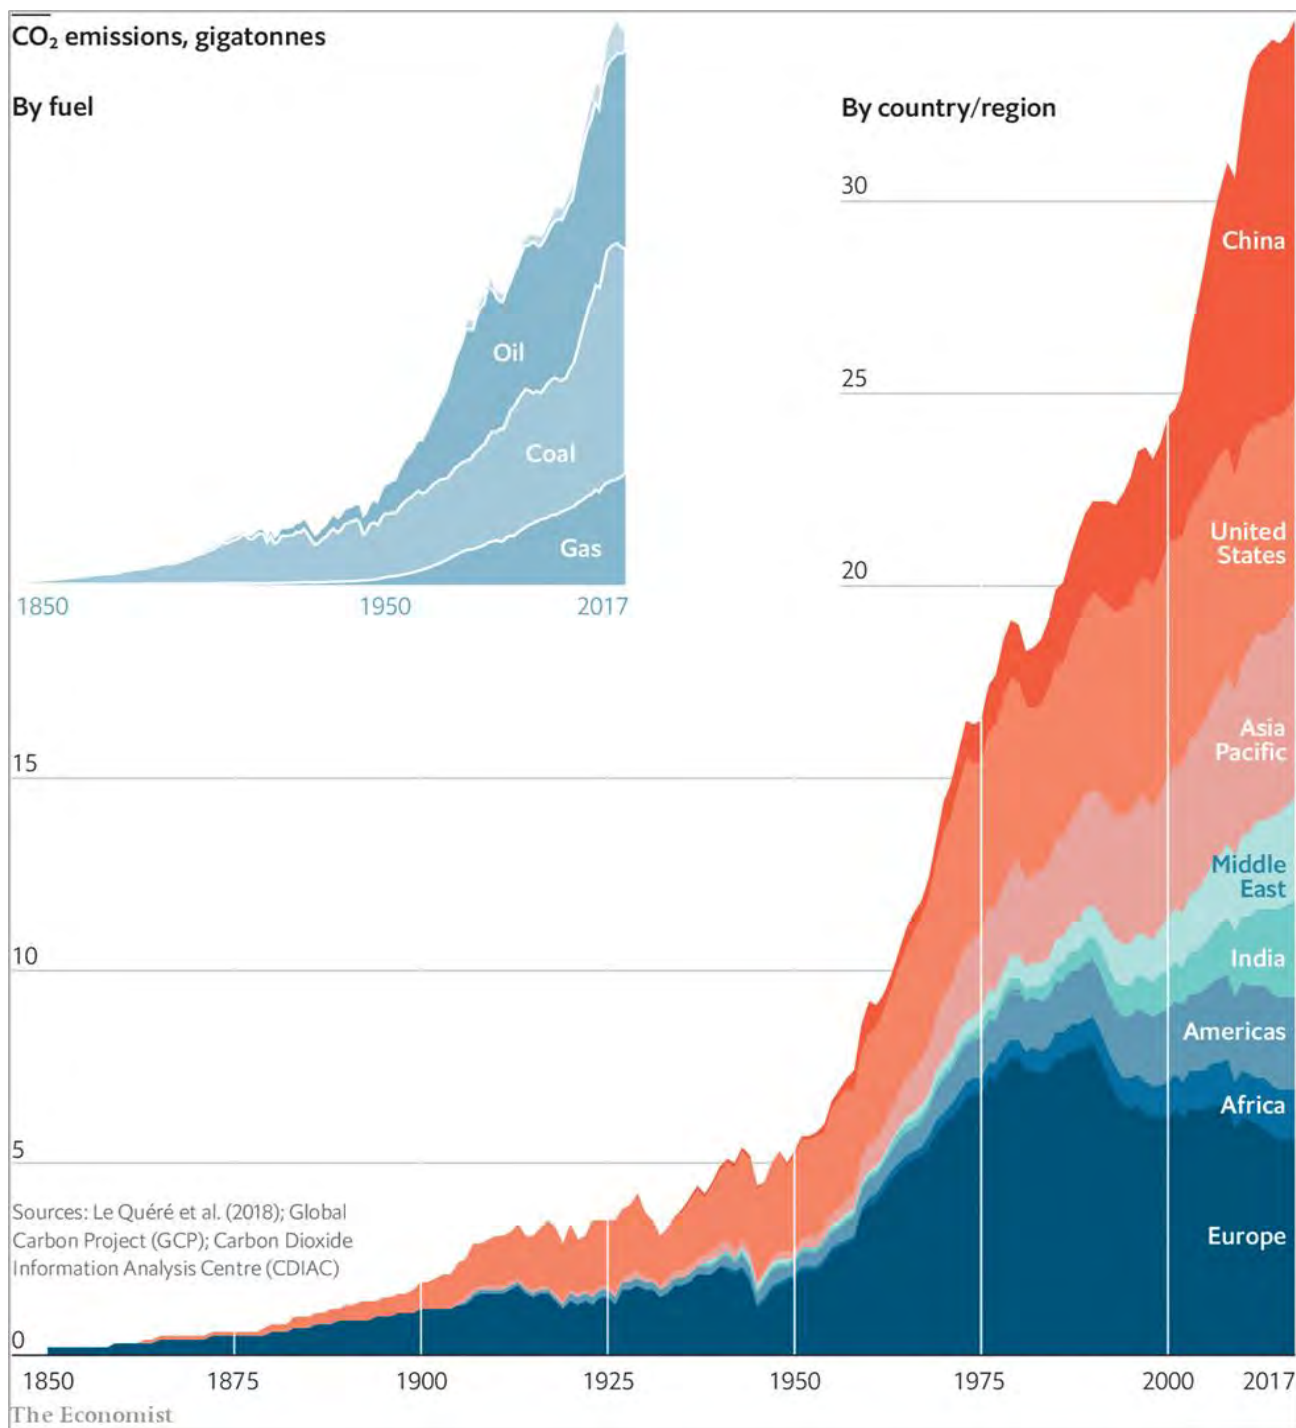 CO₂ emissions, gigatonnes
By fuel
Oil
Coal
Gas
1850 1950 2017
By country/region
30
25
20
15
10
5
0
China
United
States
Asia
Pacific
Middle
East
India
Americas
Africa
Europe
Sources: Le Quéré et al. (2018); Global
Carbon Project (GCP); Carbon Dioxide
Information Analysis Centre (CDIAC)
1850 1875 1900 1925 1950 1975 2000 2017
The Economist